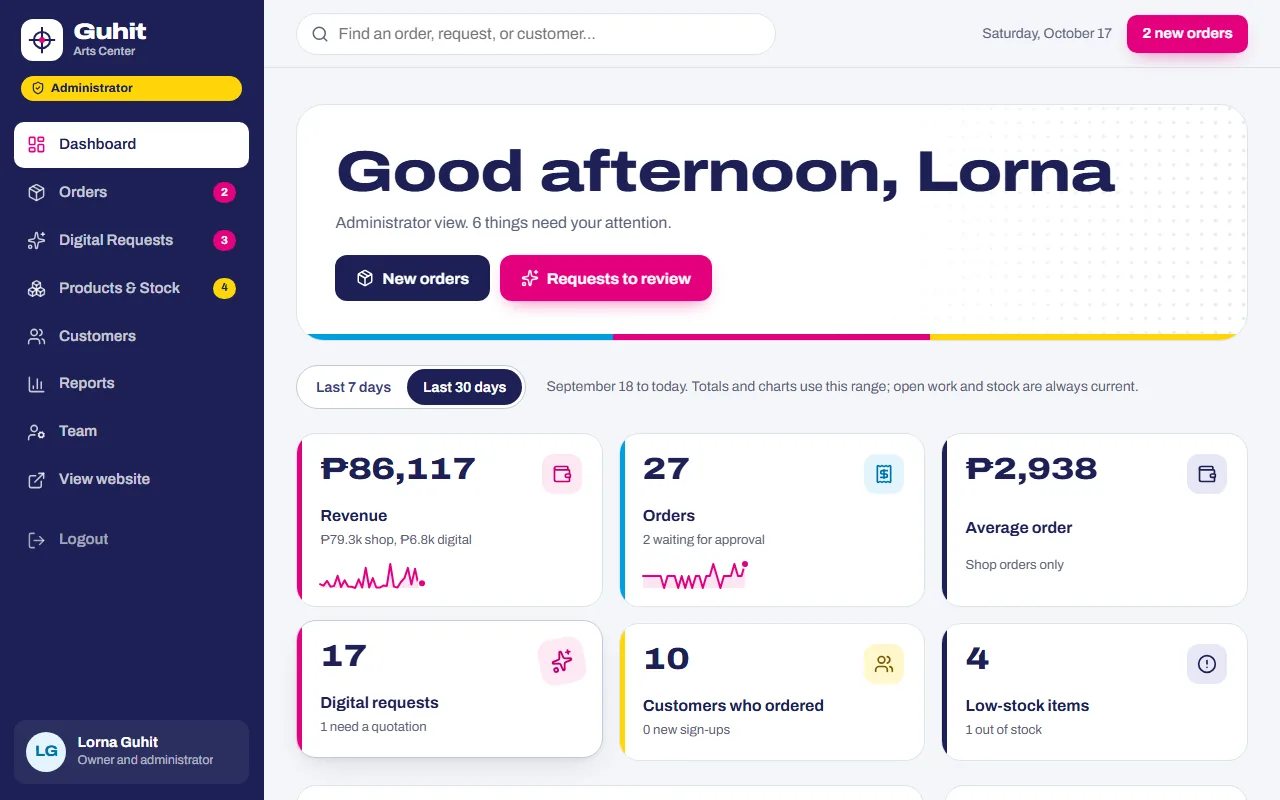 Guhit
Arts Center
Administrator
Dashboard
Orders 2
Digital Requests 3
Products & Stock 4
Customers
Reports
Team
View website
Logout
LG
Lorna Guhit
Owner and administrator
Find an order, request, or customer...
Saturday, October 17
2 new orders
Good afternoon, Lorna
Administrator view. 6 things need your attention.
New orders
Requests to review
Last 7 days
Last 30 days
September 18 to today. Totals and charts use this range; open work and stock are always current.
₱86,117
Revenue
₱79.3k shop, ₱6.8k digital
27
Orders
2 waiting for approval
₱2,938
Average order
Shop orders only
17
Digital requests
1 need a quotation
10
Customers who ordered
0 new sign-ups
4
Low-stock items
1 out of stock